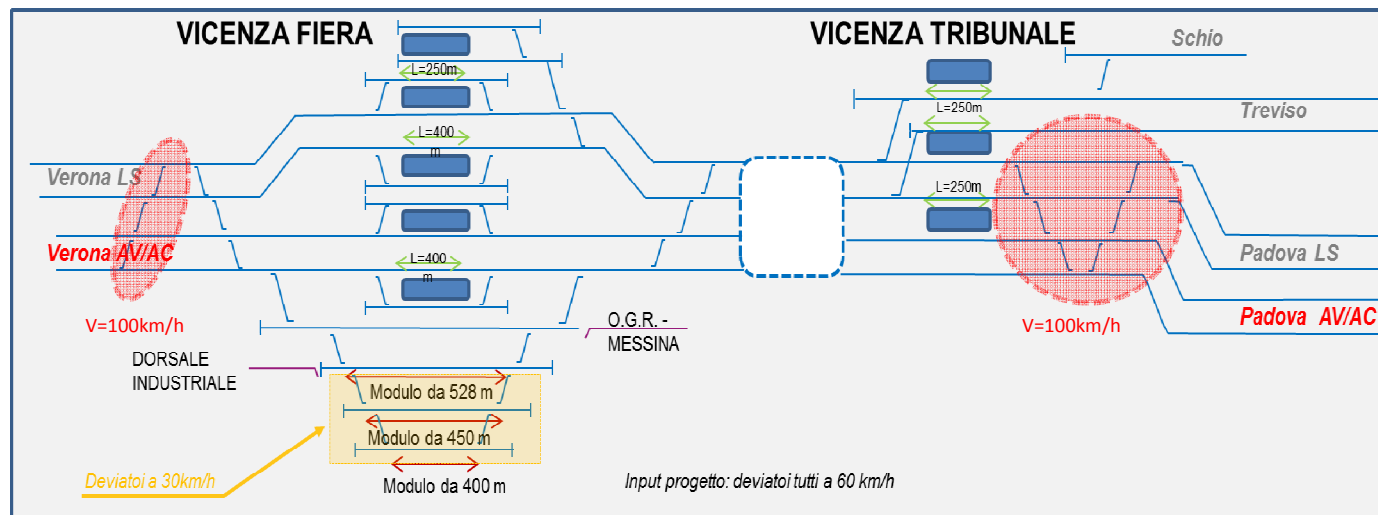 VICENZA FIERA
VICENZA TRIBUNALE
Schio
L=250m
L=250m
Treviso
L=250m
L=400
m
Verona LS
L=250m
Verona AV/AC
L=400
m
Padova LS
V=100km/h
V=100km/h
Padova AV/AC
O.G.R. -
MESSINA
DORSALE
INDUSTRIALE
Modulo da 528 m
Modulo da 450 m
Deviatoi a 30km/h
Modulo da 400 m
Input progetto: deviatoi tutti a 60 km/h